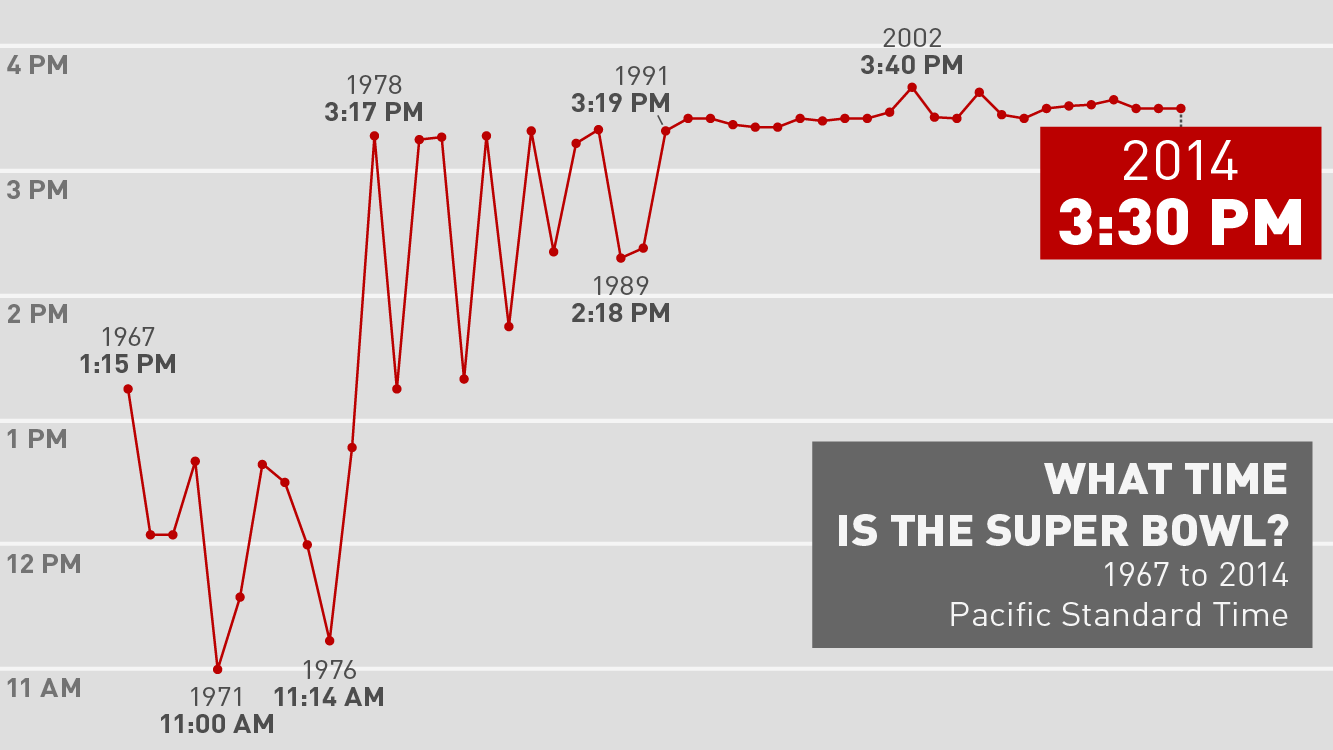 2002
4 PM
3:40 PM
1978
1991
3:17 PM
3:19 PM
2014
3 PM
3:30 PM
1989
2 PM
2:18 PM
1967
1:15 PM
1 PM
WHAT TIME
IS THE SUPER BOWL?
1967 to 2014
Pacific Standard Time
12 PM
1976
11 AM
1971
11:14 AM
11:00 AM